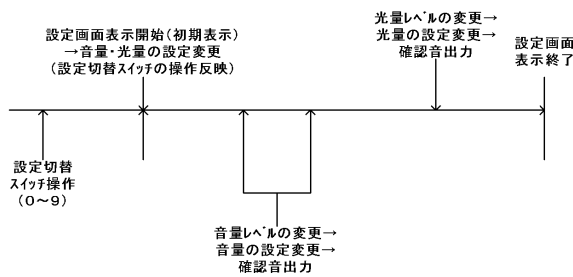 設定画面表示開始(初期表示)
→音量・光量の設定変更
(設定切替スイッチの操作反映)
光量レベルの変更→
光量の設定変更→
確認音出力
設定画面
表示終了
設定切替
スイッチ操作
(0～9)
音量レベルの変更→
音量の設定変更→
確認音出力